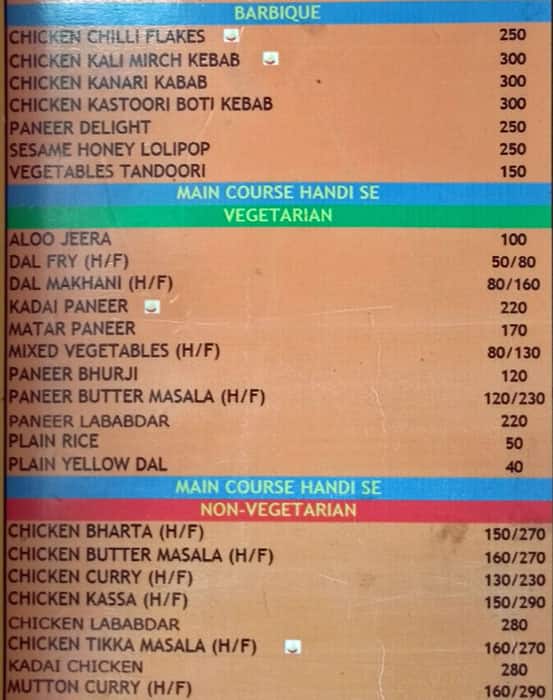 BARBIQUE
CHICKEN CHILLI FLAKES 250
CHICKEN KALI MIRCH KEBAB 300
CHICKEN KANARI KABAB 300
CHICKEN KASTOORI BOTI KEBAB 300
PANEER DELIGHT 250
SESAME HONEY LOLIPOP 250
VEGETABLES TANDOORI 150
MAIN COURSE HANDI SE
VEGETARIAN
ALOO JEERA 100
DAL FRY (H/F) 50/80
DAL MAKHANI (H/F) 80/160
KADAI PANEER 220
MATAR PANEER 170
MIXED VEGETABLES (H/F) 80/130
PANEER BHURJI 120
PANEER BUTTER MASALA (H/F) 120/230
PANEER LABABDAR 220
PLAIN RICE 50
PLAIN YELLOW DAL 40
MAIN COURSE HANDI SE
NON-VEGETARIAN
CHICKEN BHARTA (H/F) 150/270
CHICKEN BUTTER MASALA (H/F) 160/270
CHICKEN CURRY (H/F) 130/230
CHICKEN KASSA (H/F) 150/290
CHICKEN LABABDAR 280
CHICKEN TIKKA MASALA (H/F) 160/270
KADAI CHICKEN 280
MUTTON CURRY (H/F) 160/290